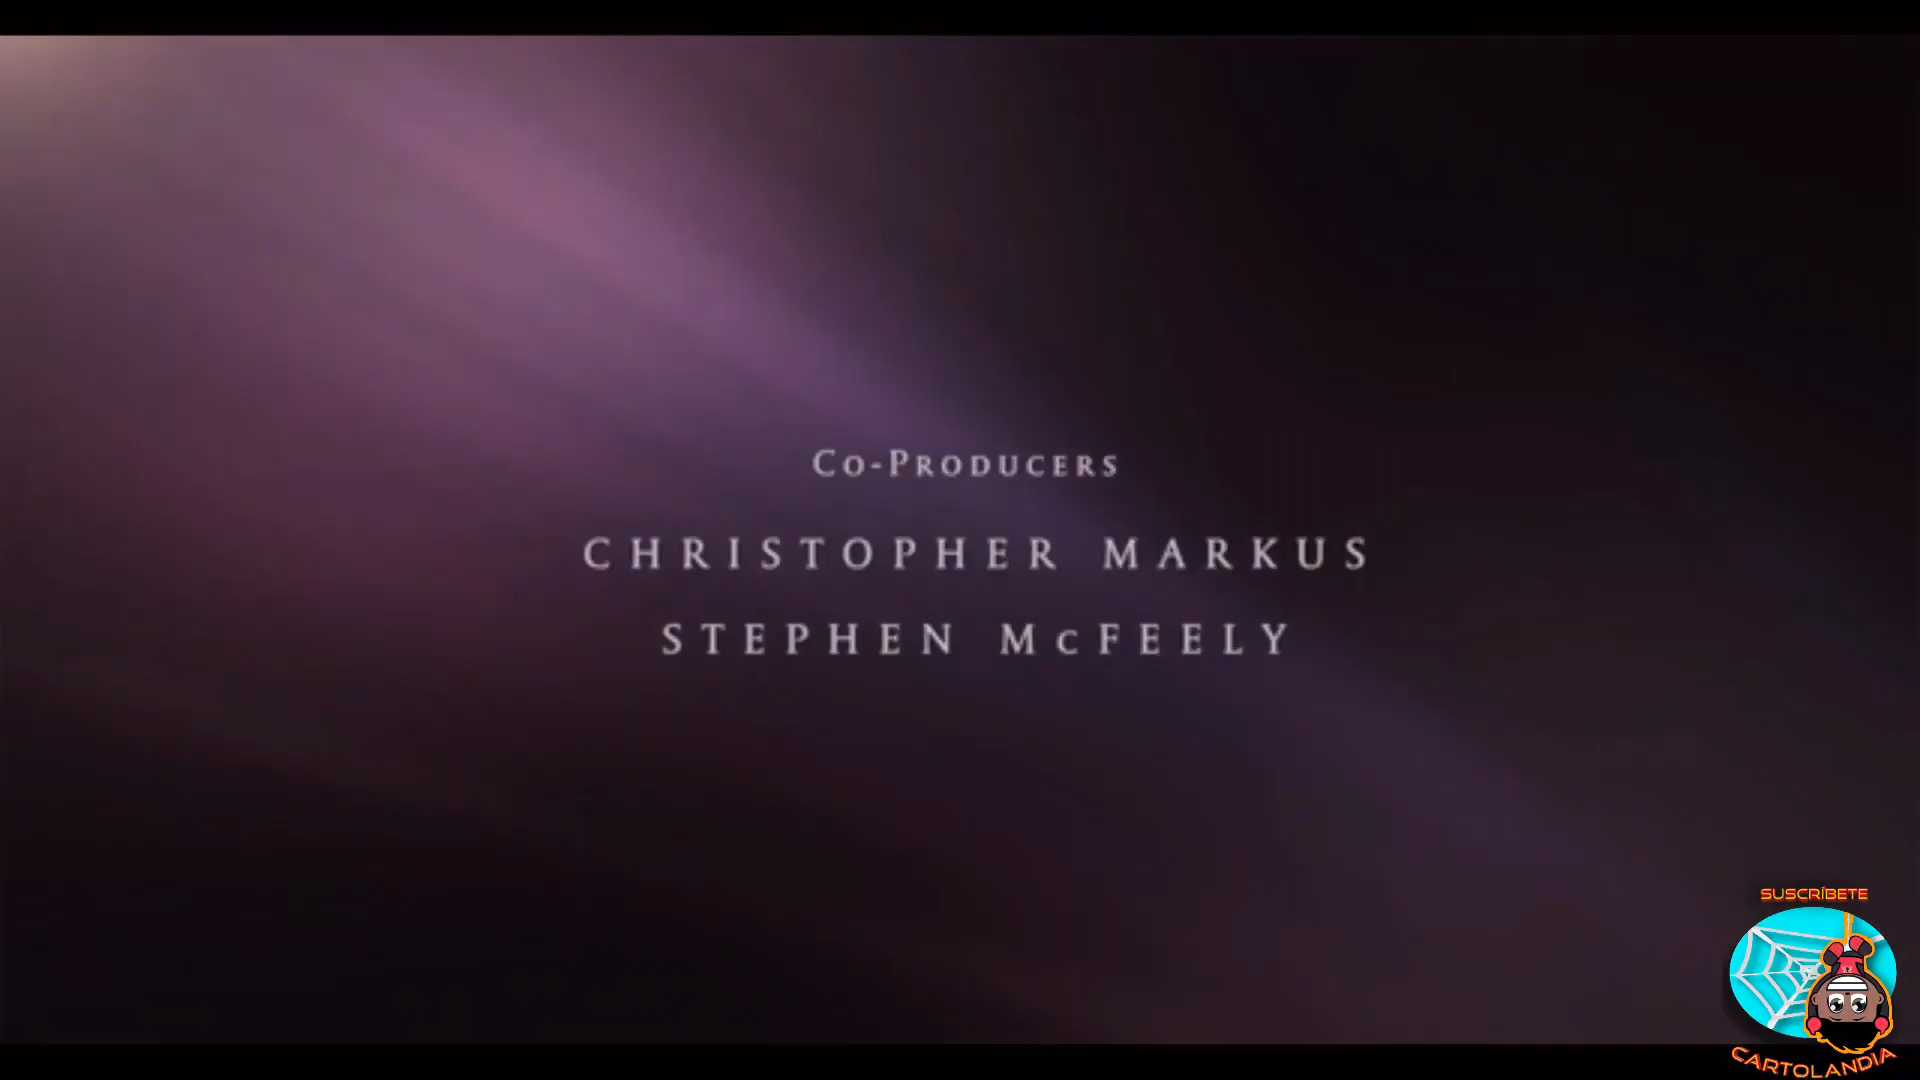 Co-Producers
CHRISTOPHER MARKUS
STEPHEN McFEELY
SUSCRÍBETE
CARTOLANDIA